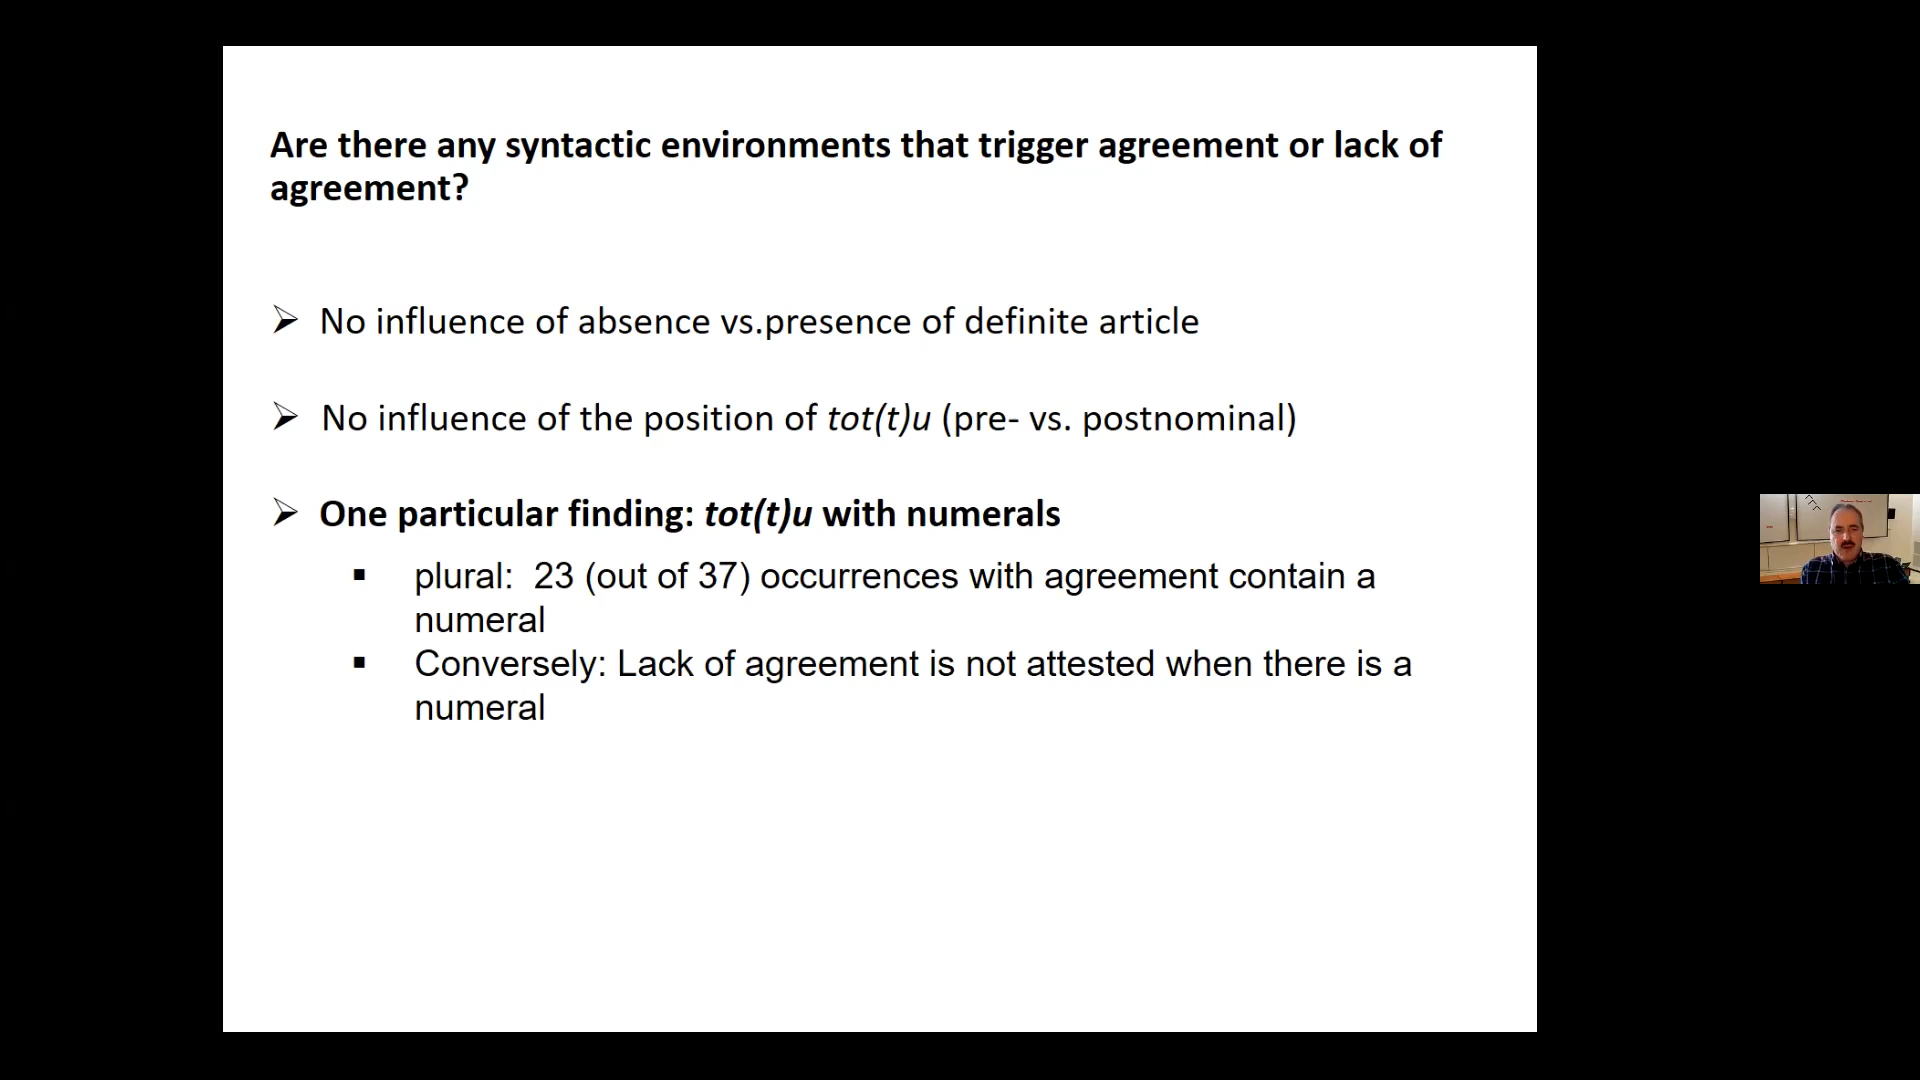 Are there any syntactic environments that trigger agreement or lack of
agreement?
➢ No influence of absence vs.presence of definite article
➢ No influence of the position of tot(t)u (pre- vs. postnominal)
➢ One particular finding: tot(t)u with numerals
▪ plural: 23 (out of 37) occurrences with agreement contain a
numeral
▪ Conversely: Lack of agreement is not attested when there is a
numeral